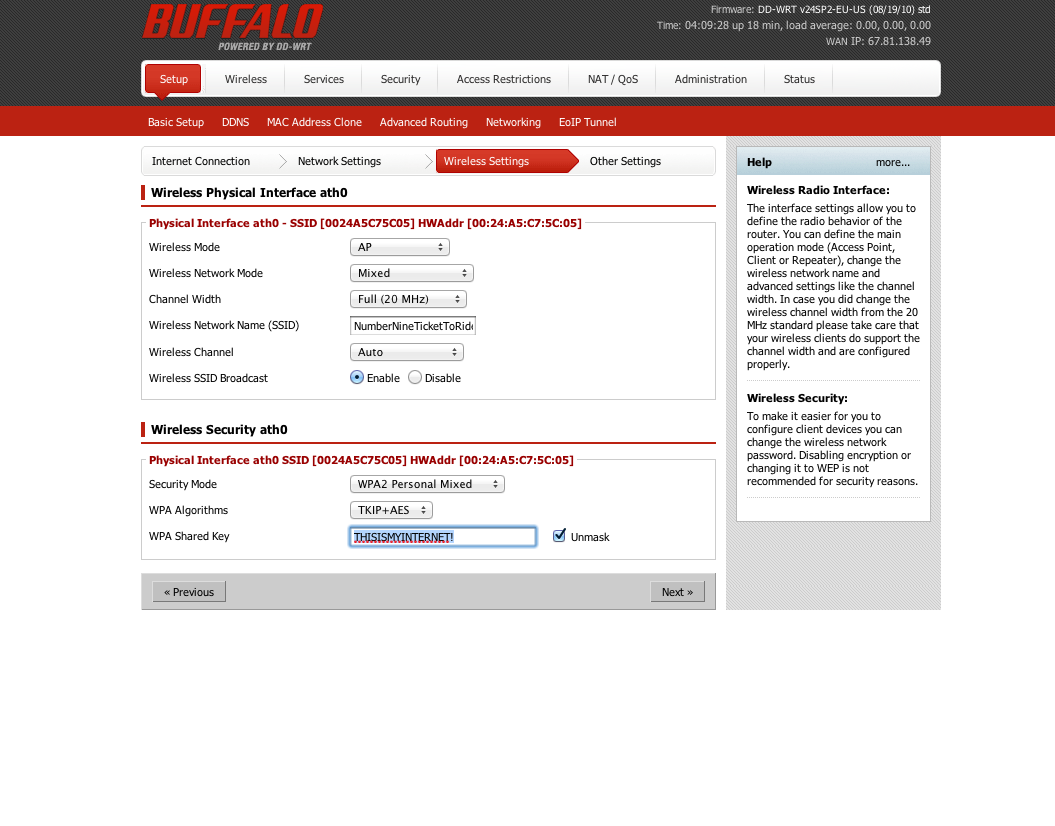 BUFFALO
POWERED BY DD-WRT
Firmware: DD-WRT v24SP2-EU-US (08/19/10) std
Time: 04:09:28 up 18 min, load average: 0.00, 0.00, 0.00
WAN IP: 67.81.138.49
Setup Wireless Services Security Access Restrictions NAT / QoS Administration Status
Basic Setup DDNS MAC Address Clone Advanced Routing Networking EoIP Tunnel
Internet Connection Network Settings Wireless Settings Other Settings
Wireless Physical Interface ath0
Physical Interface ath0 - SSID [0024A5C75C05] HWAddr [00:24:A5:C7:5C:05]
Wireless Mode AP
Wireless Network Mode Mixed
Channel Width Full (20 MHz)
Wireless Network Name (SSID) NumberNineTicketToRide
Wireless Channel Auto
Wireless SSID Broadcast Enable Disable
Wireless Security ath0
Physical Interface ath0 SSID [0024A5C75C05] HWAddr [00:24:A5:C7:5C:05]
Security Mode WPA2 Personal Mixed
WPA Algorithms TKIP+AES
WPA Shared Key THISISMYINTERNET! Unmask
« Previous Next »
Help more...
Wireless Radio Interface:
The interface settings allow you to
define the radio behavior of the
router. You can define the main
operation mode (Access Point,
Client or Repeater), change the
wireless network name and
advanced settings like the channel
width. In case you did change the
wireless channel width from the 20
MHz standard please take care that
your wireless clients do support the
channel width and are configured
properly.
Wireless Security:
To make it easier for you to
configure client devices you can
change the wireless network
password. Disabling encryption or
changing it to WEP is not
recommended for security reasons.